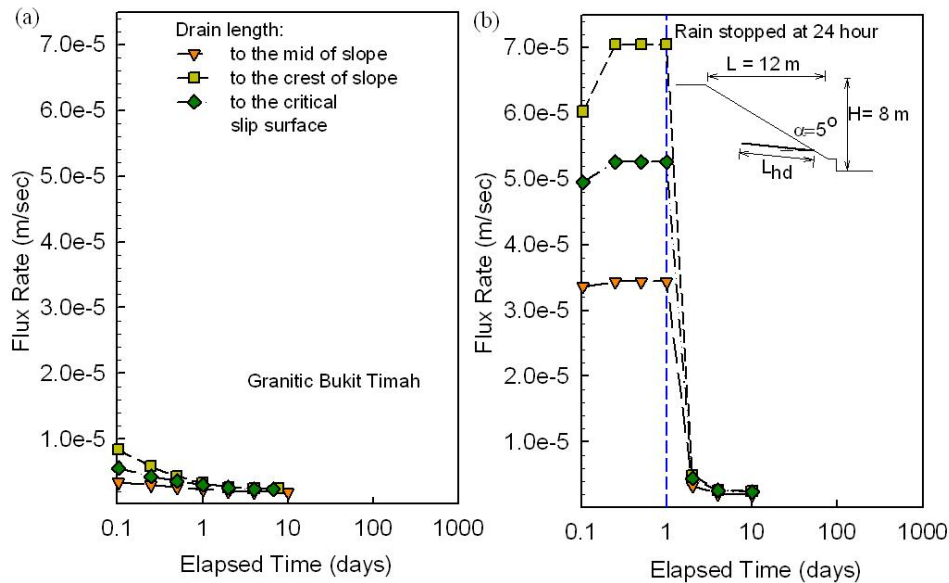 (a)
Drain length:
to the mid of slope
to the crest of slope
to the critical
slip surface
Granitic Bukit Timah
Flux Rate (m/sec)
7.0e-5
6.0e-5
5.0e-5
4.0e-5
3.0e-5
2.0e-5
1.0e-5
0.1 1 10 100 1000
Elapsed Time (days)
(b)
Rain stopped at 24 hour
L = 12 m
H= 8 m
α=5o
Lhd
Flux Rate (m/sec)
7.0e-5
6.0e-5
5.0e-5
4.0e-5
3.0e-5
2.0e-5
1.0e-5
0.1 1 10 100 1000
Elapsed Time (days)